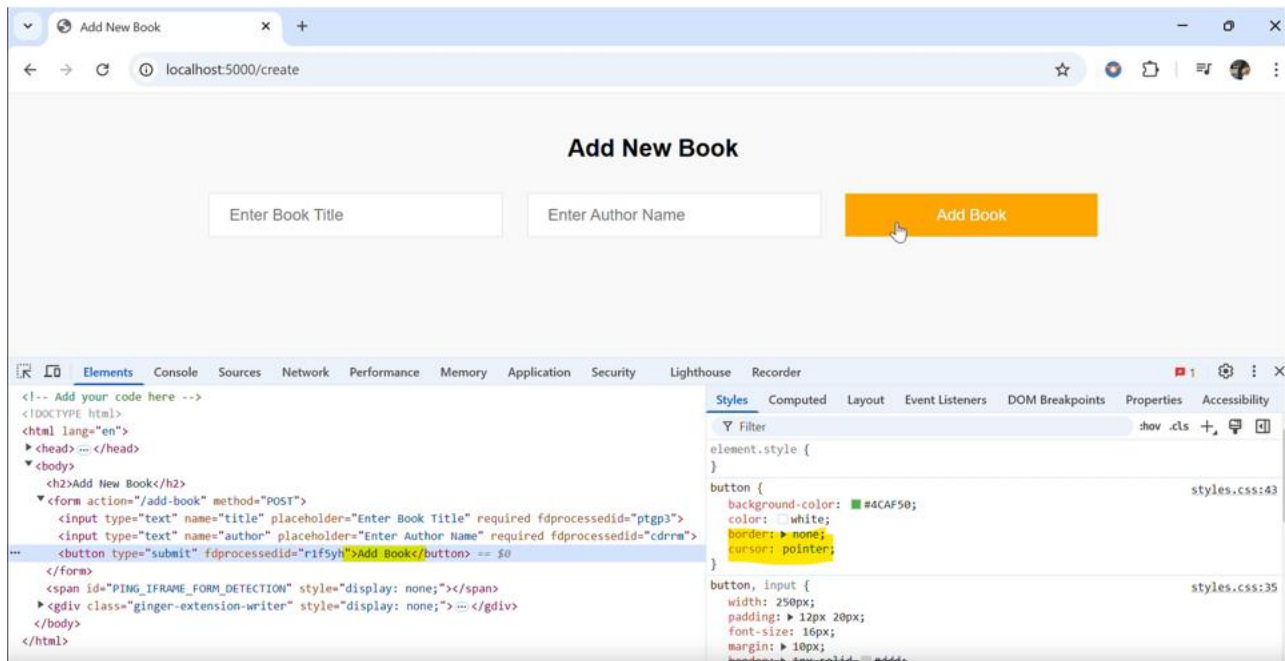 Add New Book
localhost:5000/create
Add New Book
Enter Book Title
Enter Author Name
Add Book
Elements Console Sources Network Performance Memory Application Security Lighthouse Recorder 1
<!-- Add your code here -->
<!DOCTYPE html>
<html lang="en">
<head> … </head>
<body>
<h2>Add New Book</h2>
<form action="/add-book" method="POST">
<input type="text" name="title" placeholder="Enter Book Title" required fdprocessedid="ptgp3">
<input type="text" name="author" placeholder="Enter Author Name" required fdprocessedid="cdrrm">
<button type="submit" fdprocessedid="r1f5yh">Add Book</button> == $0
</form>
<span id="PING_IFRAME_FORM_DETECTION" style="display: none;"></span>
<gdiv class="ginger-extension-writer" style="display: none;"> … </gdiv>
</body>
</html>
Styles Computed Layout Event Listeners DOM Breakpoints Properties Accessibility
Filter :hov .cls
element.style {
}
button { styles.css:43
background-color: #4CAF50;
color: white;
border: none;
cursor: pointer;
}
button, input { styles.css:35
width: 250px;
padding: 12px 20px;
font-size: 16px;
margin: 10px;
border: 1px solid #ddd;